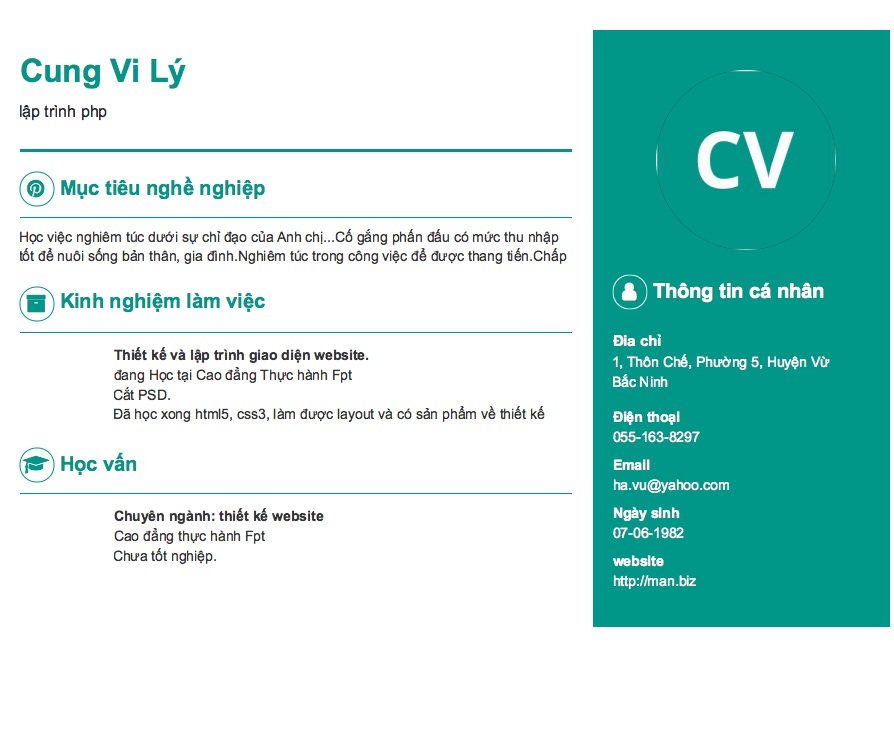 Cung Vi Lý
lập trình php
Mục tiêu nghề nghiệp
Học việc nghiêm túc dưới sự chỉ đạo của Anh chị...Cố gắng phấn đấu có mức thu nhập
tốt để nuôi sống bản thân, gia đình.Nghiêm túc trong công việc để được thang tiến.Chấp
Kinh nghiệm làm việc
Thiết kế và lập trình giao diện website.
đang Học tại Cao đẳng Thực hành Fpt
Cắt PSD.
Đã học xong html5, css3, làm được layout và có sản phẩm về thiết kế
Học vấn
Chuyên ngành: thiết kế website
Cao đẳng thực hành Fpt
Chưa tốt nghiệp.
CV
Thông tin cá nhân
Địa chỉ
1, Thôn Chế, Phường 5, Huyện Vừ
Bắc Ninh
Điện thoại
055-163-8297
Email
ha.vu@yahoo.com
Ngày sinh
07-06-1982
website
http://man.biz